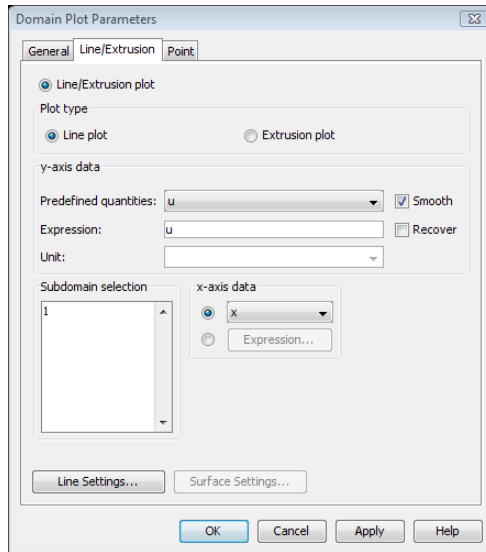 Domain Plot Parameters
General Line/Extrusion Point
Line/Extrusion plot
Plot type
Line plot Extrusion plot
y-axis data
Predefined quantities: u Smooth
Expression: u Recover
Unit:
Subdomain selection x-axis data
1 x
Expression...
Line Settings... Surface Settings...
OK Cancel Apply Help